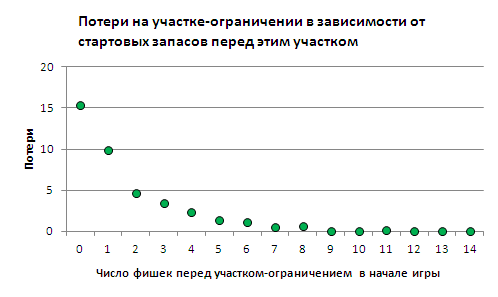 Потери на участке-ограничении в зависимости от
стартовых запасов перед этим участком
20
15
10
5
0
Потери
0 1 2 3 4 5 6 7 8 9 10 11 12 13 14
Число фишек перед участком-ограничением в начале игры